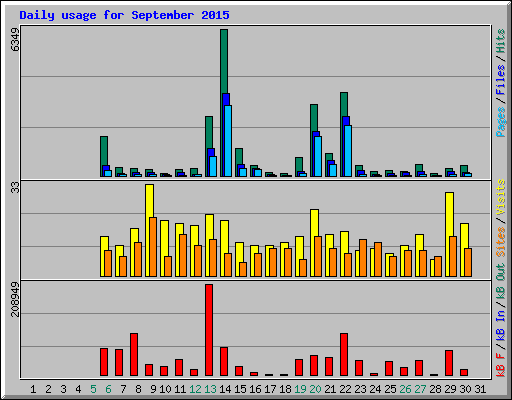 Daily usage for September 2015
6349
Pages / Files / Hits
33
Sites / Visits
208949
kB F / kB In / kB Out
1 2 3 4 5 6 7 8 9 10 11 12 13 14 15 16 17 18 19 20 21 22 23 24 25 26 27 28 29 30 31